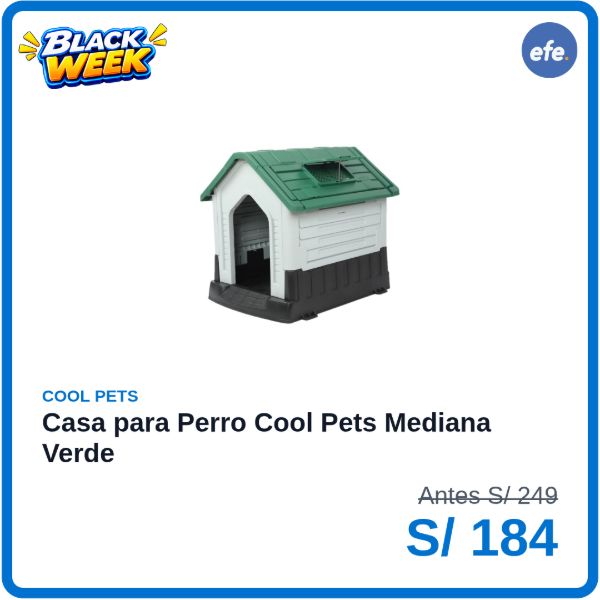 BLACK
WEEK
efe.
COOL PETS
Casa para Perro Cool Pets Mediana
Verde
Antes S/ 249
S/ 184